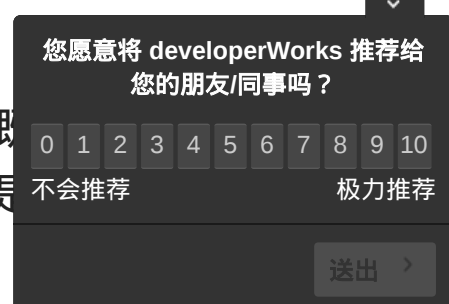 您愿意将 developerWorks 推荐给
您的朋友/同事吗？
0 1 2 3 4 5 6 7 8 9 10
不会推荐 极力推荐
送出